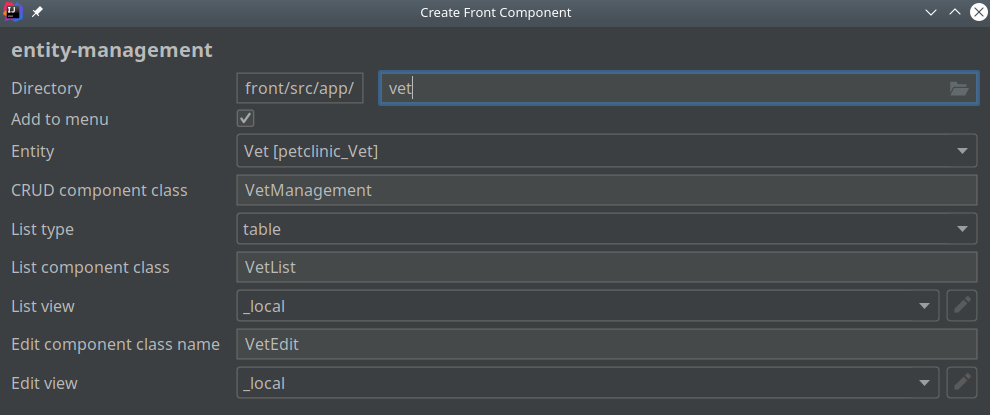 Create Front Component
entity-management
Directory front/src/app/ vet
Add to menu
Entity Vet [petclinic_Vet]
CRUD component class VetManagement
List type table
List component class VetList
List view _local
Edit component class name VetEdit
Edit view _local